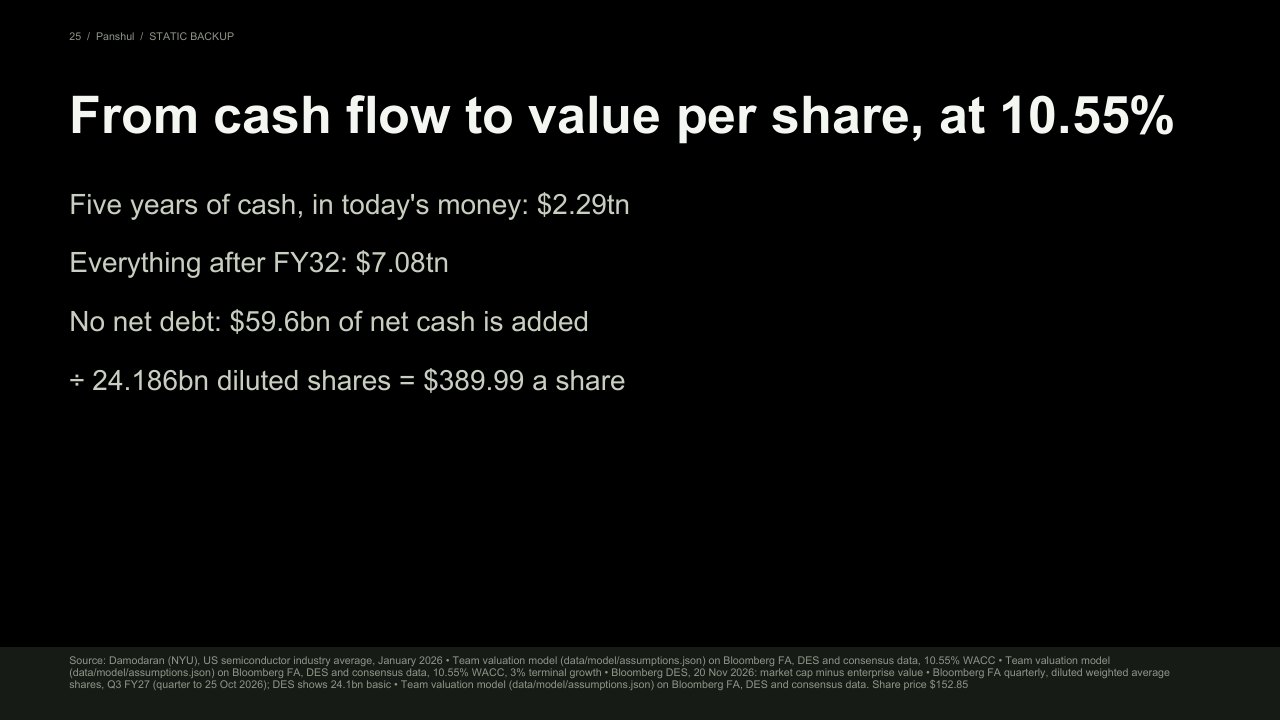 25 / Panshul / STATIC BACKUP
From cash flow to value per share, at 10.55%
Five years of cash, in today's money: $2.29tn
Everything after FY32: $7.08tn
No net debt: $59.6bn of net cash is added
÷ 24.186bn diluted shares = $389.99 a share
Source: Damodaran (NYU), US semiconductor industry average, January 2026 • Team valuation model (data/model/assumptions.json) on Bloomberg FA, DES and consensus data, 10.55% WACC • Team valuation model
(data/model/assumptions.json) on Bloomberg FA, DES and consensus data, 10.55% WACC, 3% terminal growth • Bloomberg DES, 20 Nov 2026: market cap minus enterprise value • Bloomberg FA quarterly, diluted weighted average
shares, Q3 FY27 (quarter to 25 Oct 2026); DES shows 24.1bn basic • Team valuation model (data/model/assumptions.json) on Bloomberg FA, DES and consensus data. Share price $152.85